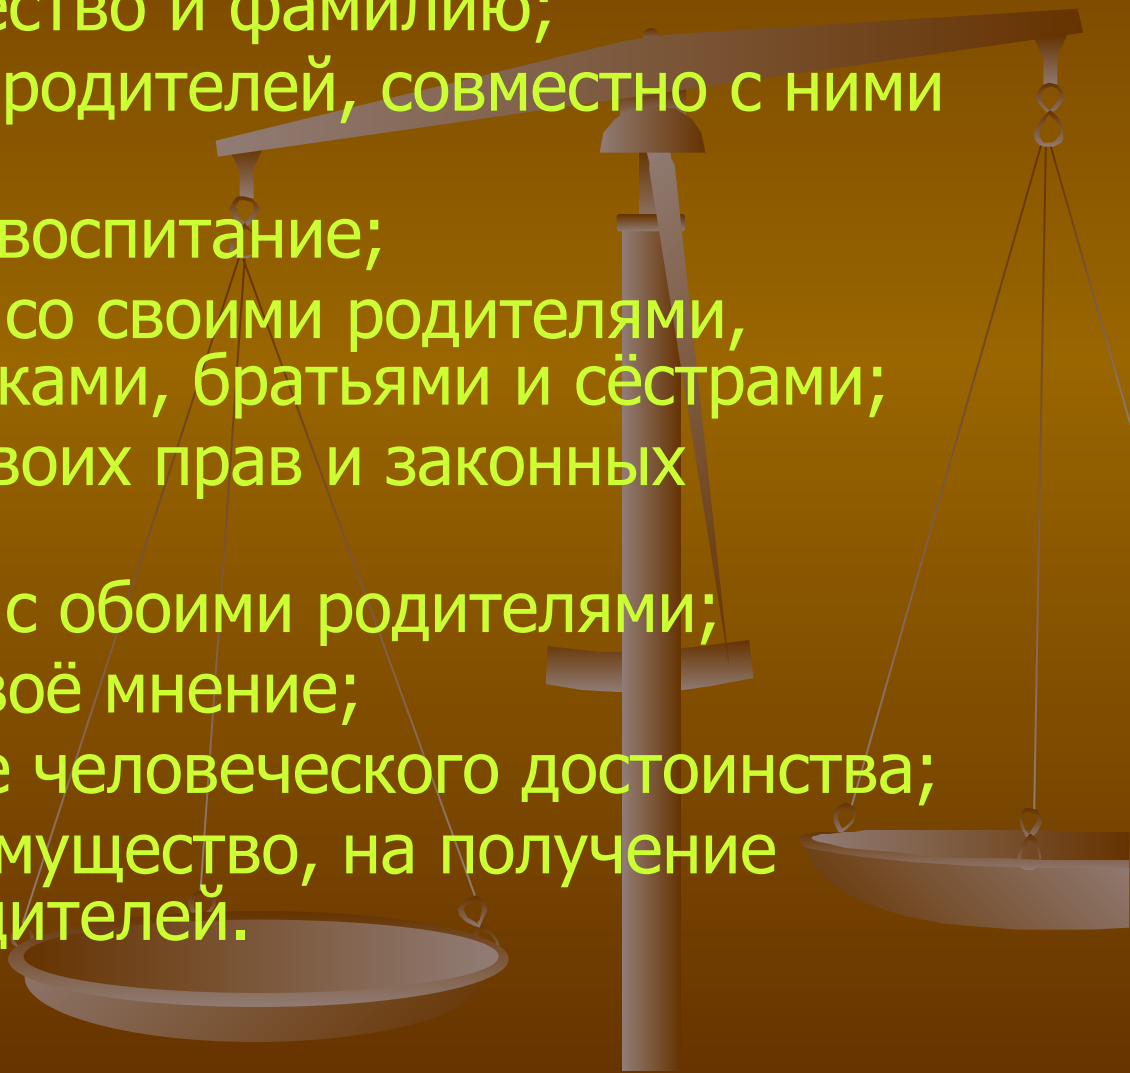 ество и фамилию;
родителей, совместно с ними
воспитание;
со своими родителями,
ками, братьями и сёстрами;
воих прав и законных
с обоими родителями;
воё мнение;
е человеческого достоинства;
мущество, на получение
дителей.